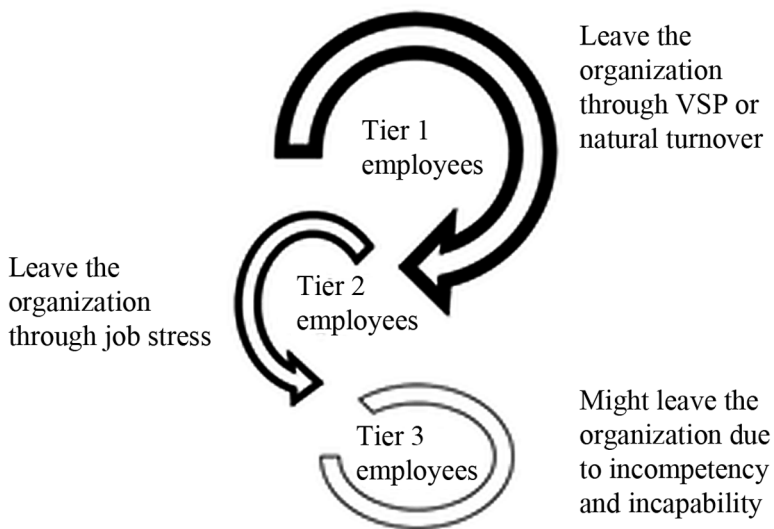 Leave the
organization
through VSP or
natural turnover
Tier 1
employees
Leave the
organization
through job stress
Tier 2
employees
Tier 3
employees
Might leave the
organization due
to incompetency
and incapability